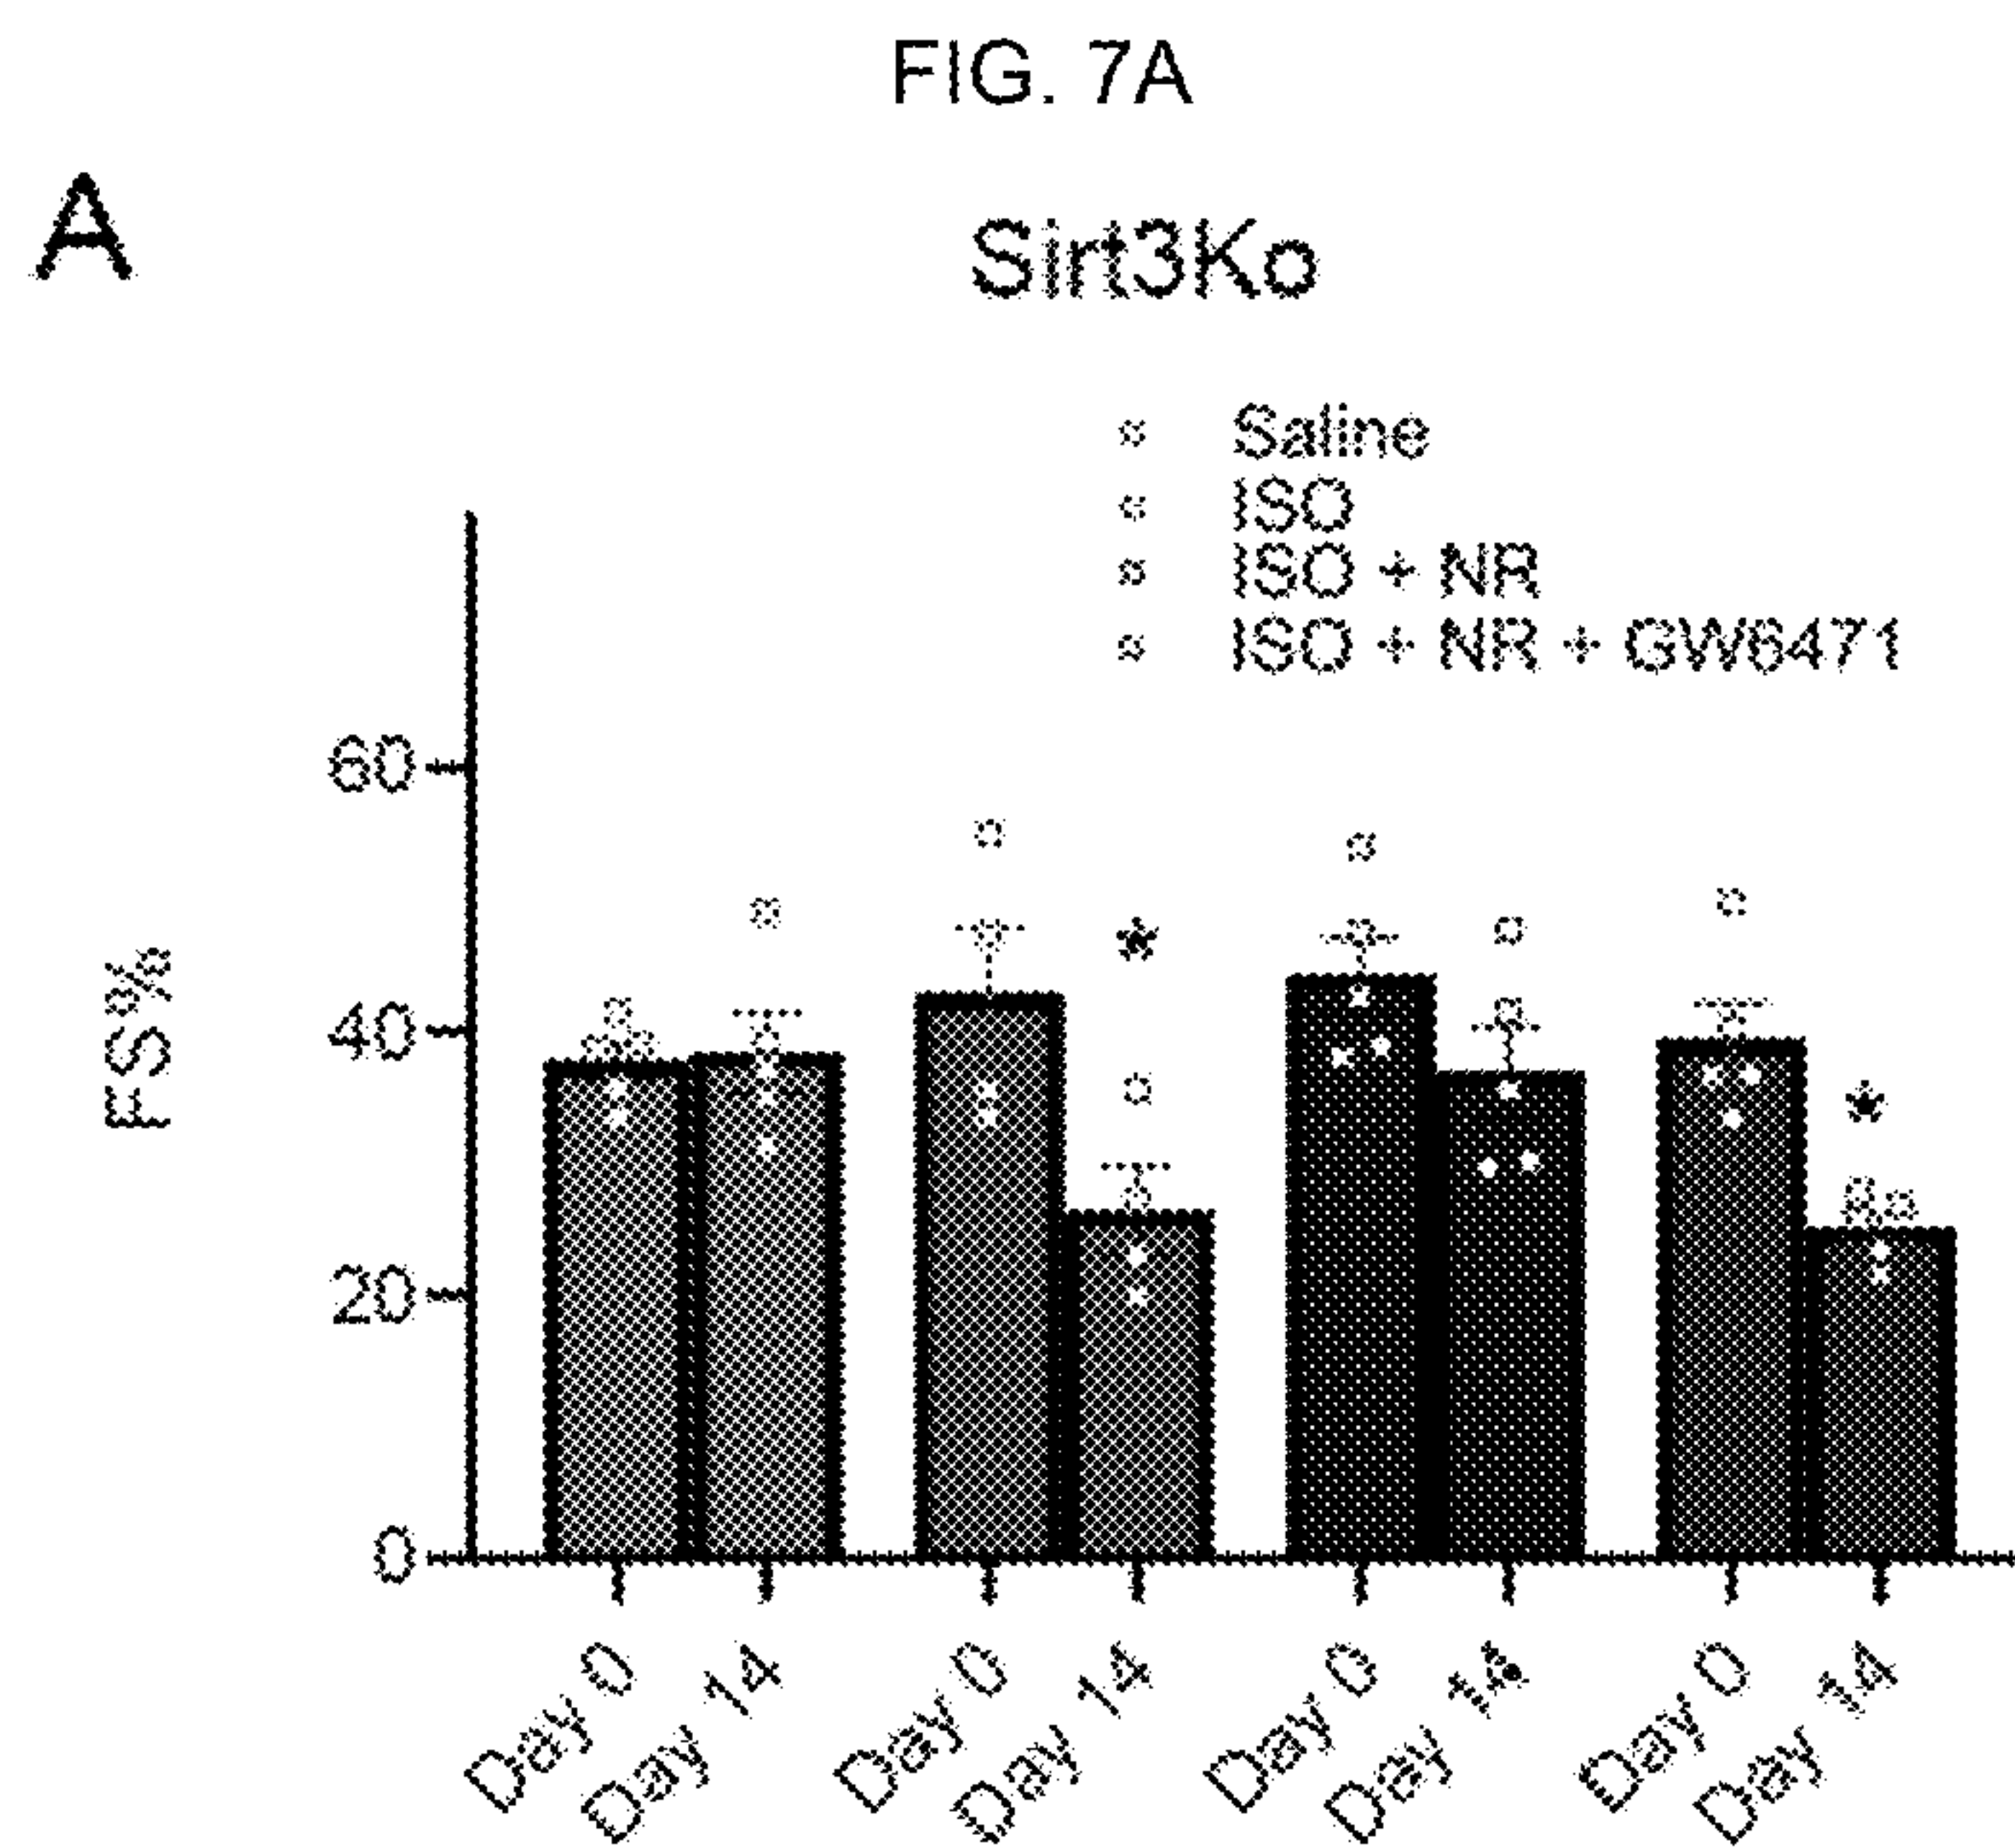 FIG. 7A
A
Sirt3Ko
Saline
ISO
ISO + NR
ISO + NR + GW6471
FS%
60
40
20
0
*
*
Day 0
Day 14
Day 0
Day 14
Day 0
Day 14
Day 0
Day 14